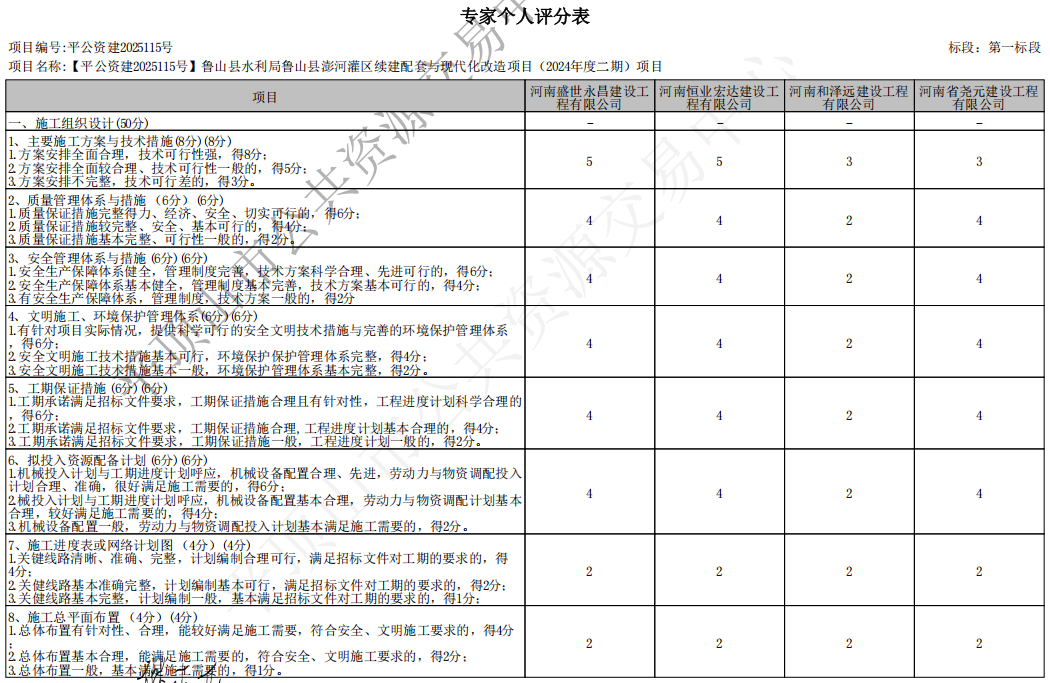 专家个人评分表
项目编号:平公资建2025115号 标段: 第一标段
项目名称:【平公资建2025115号】鲁山县水利局鲁山县澎河灌区续建配套与现代化改造项目（2024年度二期）项目
项目 河南盛世永昌建设工程有限公司 河南恒业宏达建设工程有限公司 河南和泽远建设工程有限公司 河南省尧元建设工程有限公司
一、施工组织设计(50分) - - - -
1、主要施工方案与技术措施(8分)(8分)
1.方案安排全面合理，技术可行性强，得8分;
2.方案安排全面较合理、技术可行性一般的，得5分;
3.方案安排不完整，技术可行差的，得3分。
5 5 3 3
2、质量管理体系与措施（6分）(6分)
1.质量保证措施完整得力、经济、安全、切实可行的，得6分;
2.质量保证措施较完整、安全、基本可行的，得4分;
3.质量保证措施基本完整、可行性一般的，得2分。
4 4 2 4
3、安全管理体系与措施(6分)(6分)
1.安全生产保障体系健全，管理制度完善，技术方案科学合理、先进可行的，得6分;
2.安全生产保障体系基本健全，管理制度基本完善，技术方案基本可行的，得4分;
3.有安全生产保障体系，管理制度，技术方案一般的，得2分
4 4 2 4
4、文明施工、环境保护管理体系(6分)(6分)
1.有针对项目实际情况，提供科学可行的安全文明技术措施与完善的环境保护管理体系
，得6分;
2.安全文明施工技术措施基本可行，环境保护保护管理体系完整，得4分;
3.安全文明施工技术措施基本一般，环境保护管理体系基本完整，得2分。
4 4 2 4
5、工期保证措施(6分)(6分)
1.工期承诺满足招标文件要求，工期保证措施合理且有针对性，工程进度计划科学合理的
，得6分;
2.工期承诺满足招标文件要求，工期保证措施合理,工程进度计划基本合理的，得4分;
3.工期承诺满足招标文件要求，工期保证措施一般，工程进度计划一般的，得2分。
4 4 2 4
6、拟投入资源配备计划(6分)(6分)
1.机械投入计划与工期进度计划呼应，机械设备配置合理、先进，劳动力与物资调配投入
计划合理、准确，很好满足施工需要的，得6分;
2.械投入计划与工期进度计划呼应，机械设备配置基本合理，劳动力与物资调配计划基本
合理，较好满足施工需要的，得4分;
3.机械设备配置一般，劳动力与物资调配投入计划基本满足施工需要的，得2分。
4 4 2 4
7、施工进度表或网络计划图（4分）(4分)
1.关键线路清晰、准确、完整，计划编制合理可行，满足招标文件对工期的要求的，得
4分;
2.关健线路基本准确完整，计划编制基本可行，满足招标文件对工期的要求的，得2分;
3.关健线路基本完整，计划编制一般，基本满足招标文件对工期的要求的，得1分;
2 2 2 2
8、施工总平面布置（4分）(4分)
1.总体布置有针对性、合理，能较好满足施工需要，符合安全、文明施工要求的，得4分
;
2.总体布置基本合理，能满足施工需要的，符合安全、文明施工要求的，得2分;
3.总体布置一般，基本满足施工需要的，得1分。
2 2 2 2
平顶山市公共资源交易中心
平顶山市公共资源交易中心